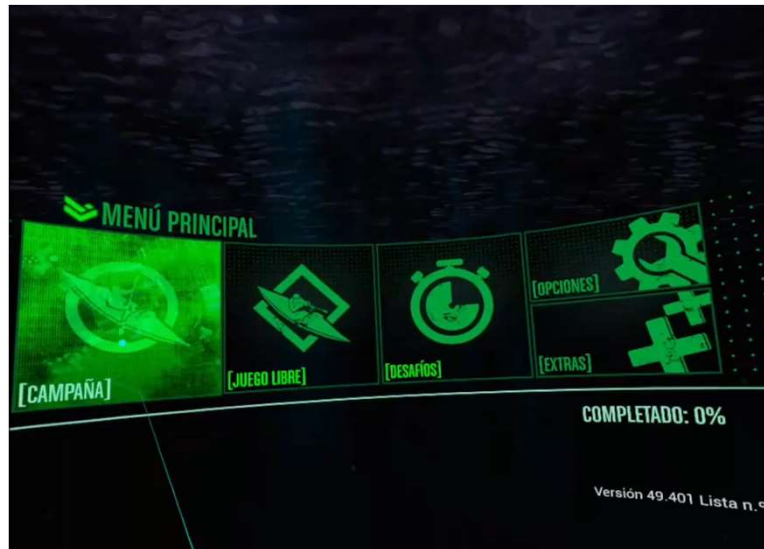 MENÚ PRINCIPAL
[CAMPAÑA]
[JUEGO LIBRE]
[DESAFÍOS]
[OPCIONES]
[EXTRAS]
COMPLETADO: 0%
Versión 49.401 Lista n.º